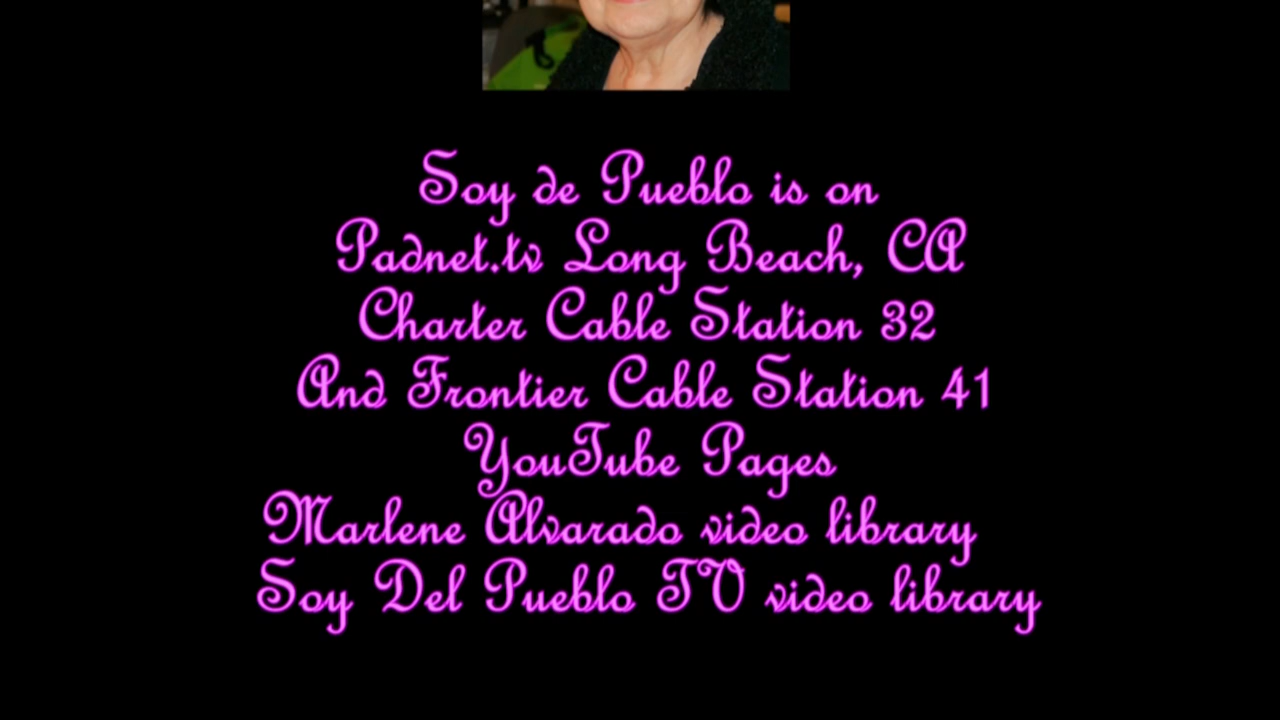 Soy de Pueblo is on
Padnet.tv Long Beach, CA
Charter Cable Station 32
And Frontier Cable Station 41
YouTube Pages
Marlene Alvarado video library
Soy Del Pueblo TV video library